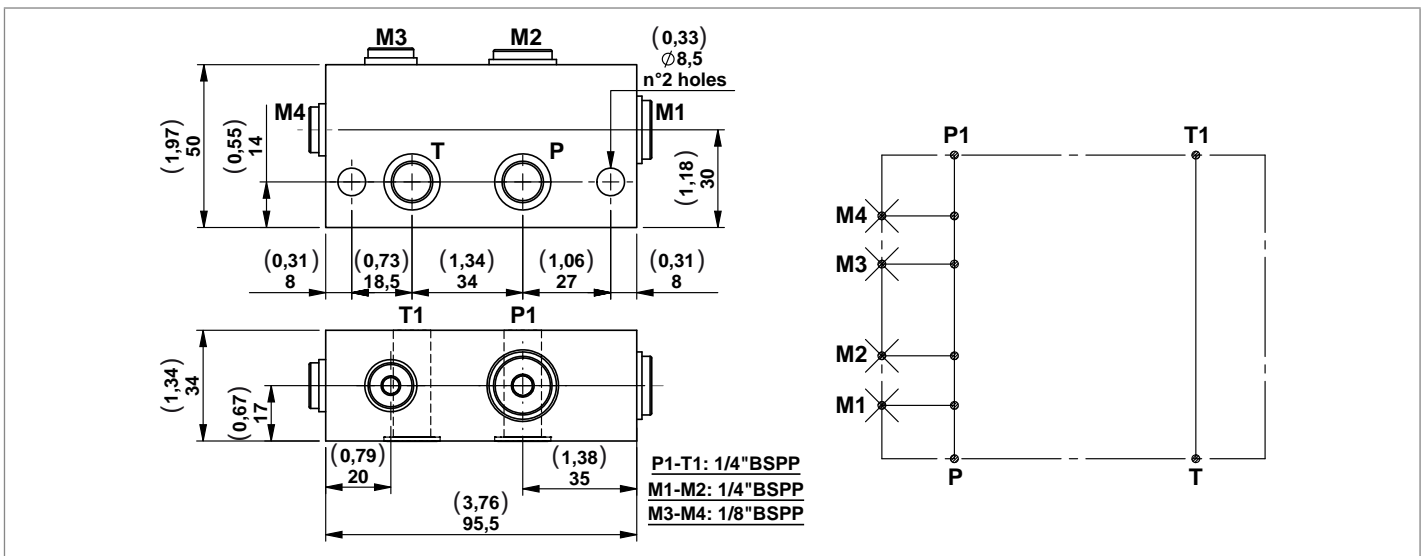 M3
M2
(0,33)
Ø8,5
n°2 holes
M4
M1
(1,97)
50
(0,55)
14
T
P
(1,18)
30
(0,31)
8
(0,73)
18,5
(1,34)
34
(1,06)
27
(0,31)
8
T1
P1
(1,34)
34
(0,67)
17
(0,79)
20
(1,38)
35
(3,76)
95,5
P1-T1: 1/4"BSPP
M1-M2: 1/4"BSPP
M3-M4: 1/8"BSPP
P1
T1
M4
M3
M2
M1
P
T